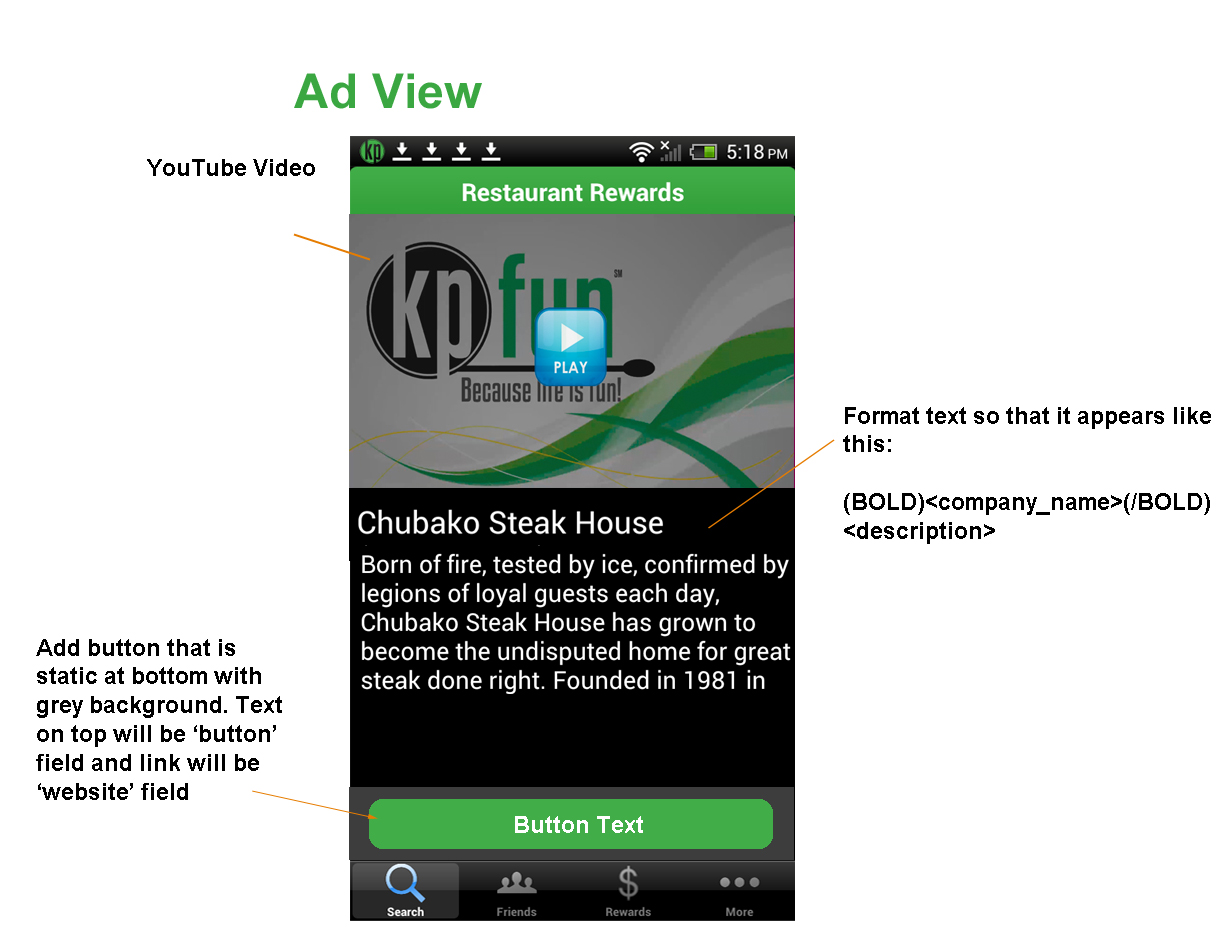 Ad View
YouTube Video
kp
5:18 PM
Restaurant Rewards
kp fun SM
PLAY
Because life is fun!
Format text so that it appears like
this:
(BOLD)<company_name>(/BOLD)
<description>
Chubako Steak House
Born of fire, tested by ice, confirmed by
legions of loyal guests each day,
Chubako Steak House has grown to
become the undisputed home for great
steak done right. Founded in 1981 in
Add button that is
static at bottom with
grey background. Text
on top will be ‘button’
field and link will be
‘website’ field
Button Text
Search
Friends
Rewards
More